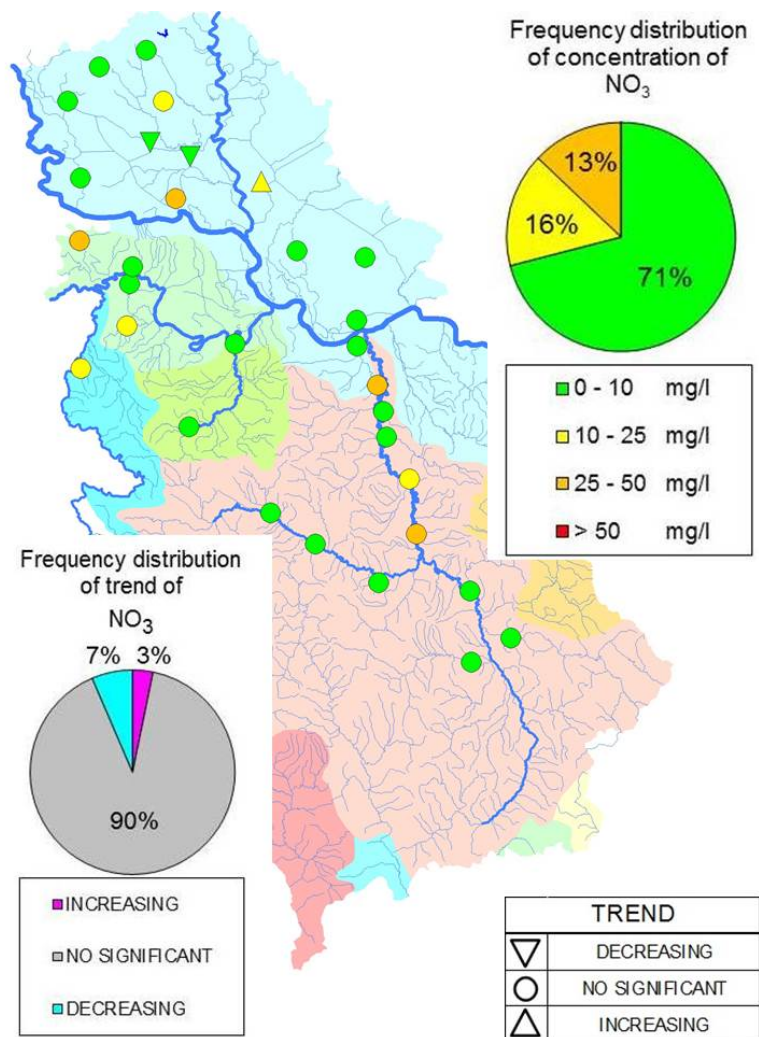 Frequency distribution
of concentration of
NO3
13%
16%
71%
0 - 10 mg/l
10 - 25 mg/l
25 - 50 mg/l
> 50 mg/l
Frequency distribution
of trend of
NO3
7% 3%
90%
INCREASING
NO SIGNIFICANT
DECREASING
TREND
DECREASING
NO SIGNIFICANT
INCREASING